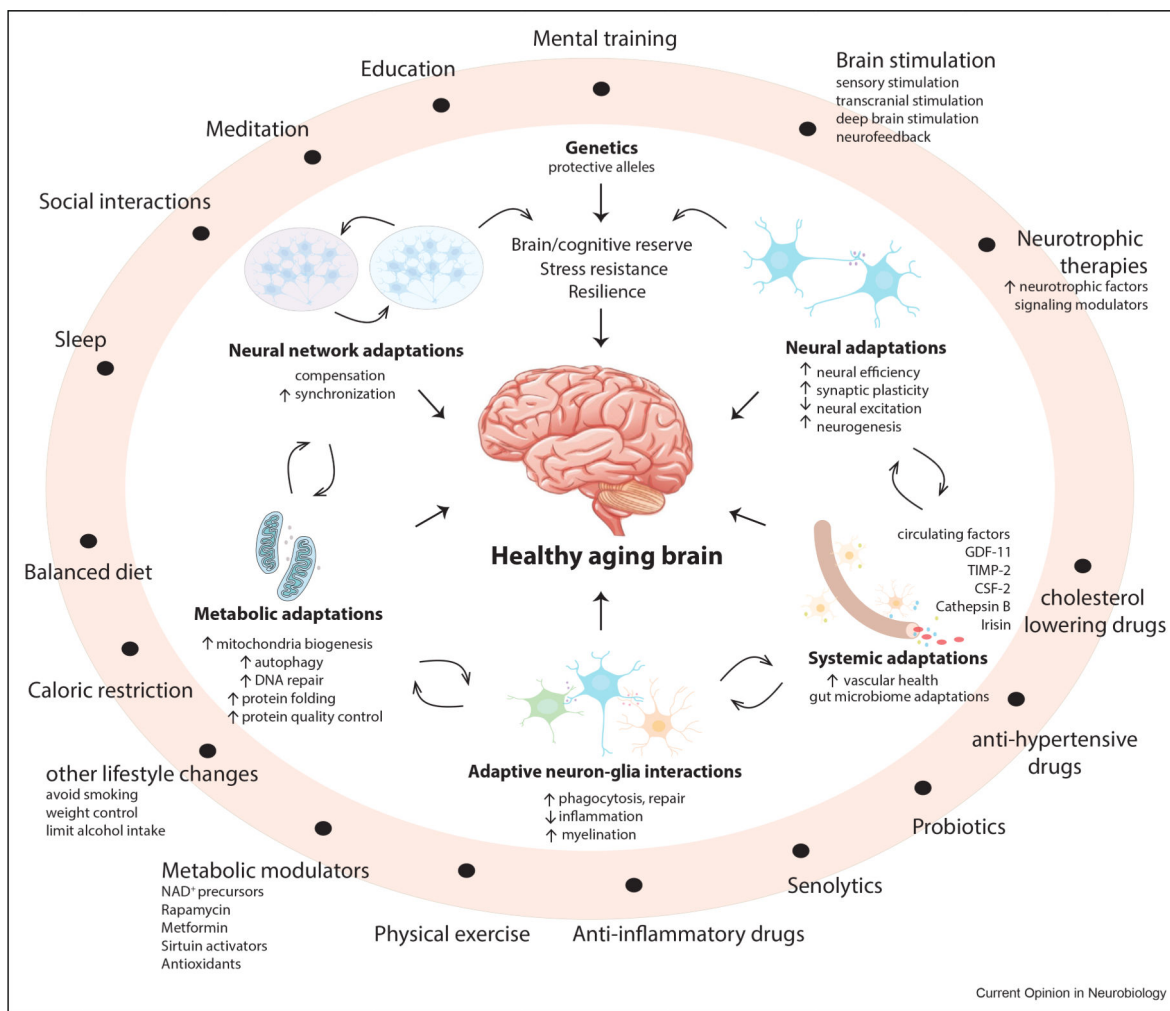 Mental training
Education
Meditation
Social interactions
Sleep
Balanced diet
Caloric restriction
other lifestyle changes
avoid smoking
weight control
limit alcohol intake
Metabolic modulators
NAD⁺ precursors
Rapamycin
Metformin
Sirtuin activators
Antioxidants
Physical exercise
Anti-inflammatory drugs
Senolytics
Probiotics
anti-hypertensive
drugs
cholesterol
lowering drugs
Neurotrophic
therapies
↑ neurotrophic factors
signaling modulators
Brain stimulation
sensory stimulation
transcranial stimulation
deep brain stimulation
neurofeedback
Genetics
protective alleles
Brain/cognitive reserve
Stress resistance
Resilience
Neural network adaptations
compensation
↑ synchronization
Neural adaptations
↑ neural efficiency
↑ synaptic plasticity
↓ neural excitation
↑ neurogenesis
Healthy aging brain
Metabolic adaptations
↑ mitochondria biogenesis
↑ autophagy
↑ DNA repair
↑ protein folding
↑ protein quality control
circulating factors
GDF-11
TIMP-2
CSF-2
Cathepsin B
Irisin
Systemic adaptations
↑ vascular health
gut microbiome adaptations
Adaptive neuron-glia interactions
↑ phagocytosis, repair
↓ inflammation
↑ myelination
Current Opinion in Neurobiology